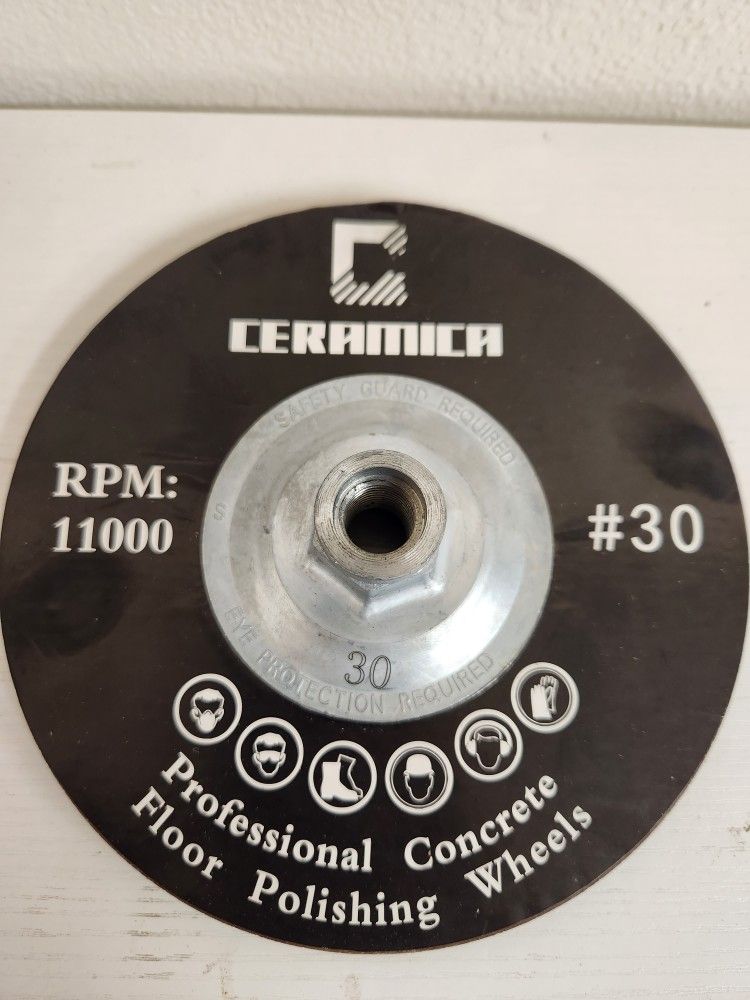 CERAMICA
SAFETY GUARD REQUIRED
RPM:
11000
#30
S
30
EYE PROTECTION REQUIRED
Professional Concrete
Floor Polishing Wheels